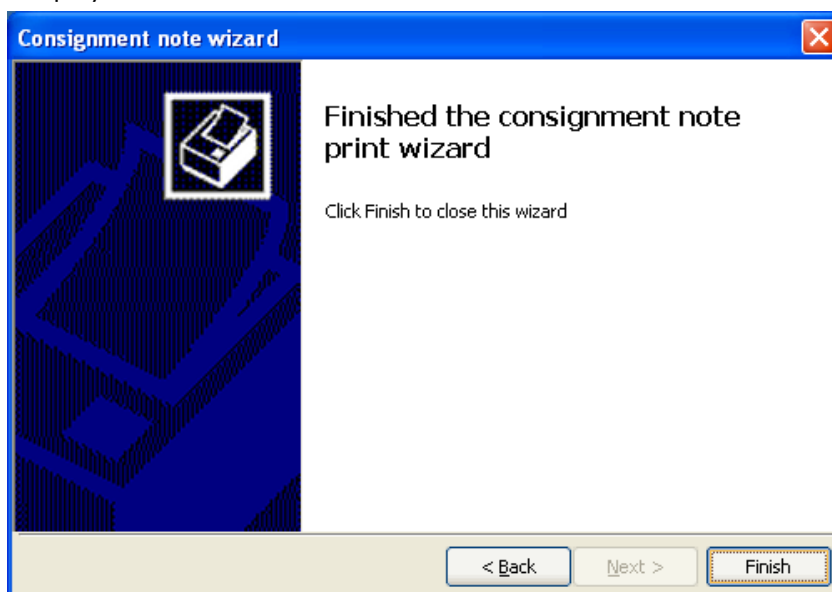 Consignment note wizard
Finished the consignment note
print wizard
Click Finish to close this wizard
< Back Next > Finish